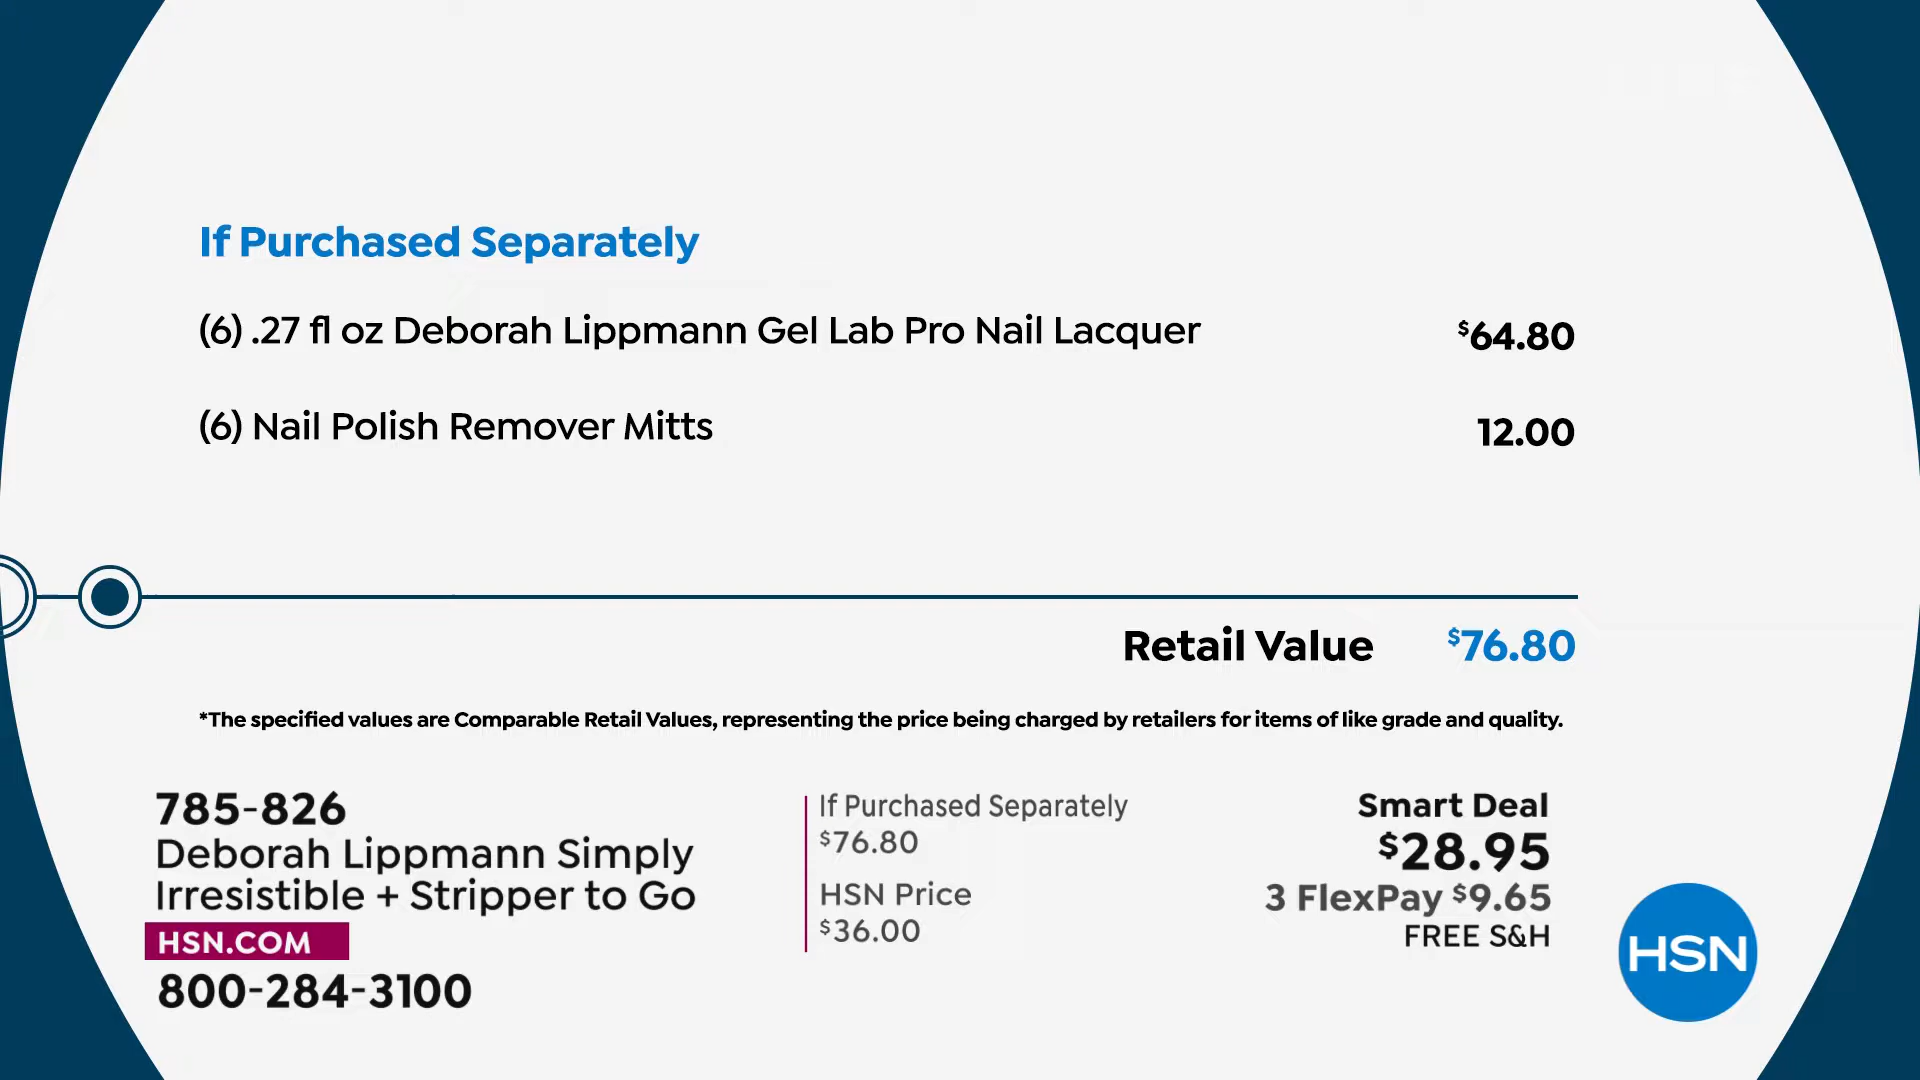 If Purchased Separately
(6) .27 fl oz Deborah Lippmann Gel Lab Pro Nail Lacquer $64.80
(6) Nail Polish Remover Mitts 12.00
Retail Value $76.80
*The specified values are Comparable Retail Values, representing the price being charged by retailers for items of like grade and quality.
785-826
Deborah Lippmann Simply
Irresistible + Stripper to Go
HSN.COM
800-284-3100
If Purchased Separately
$76.80
HSN Price
$36.00
Smart Deal
$28.95
3 FlexPay $9.65
FREE S&H
HSN